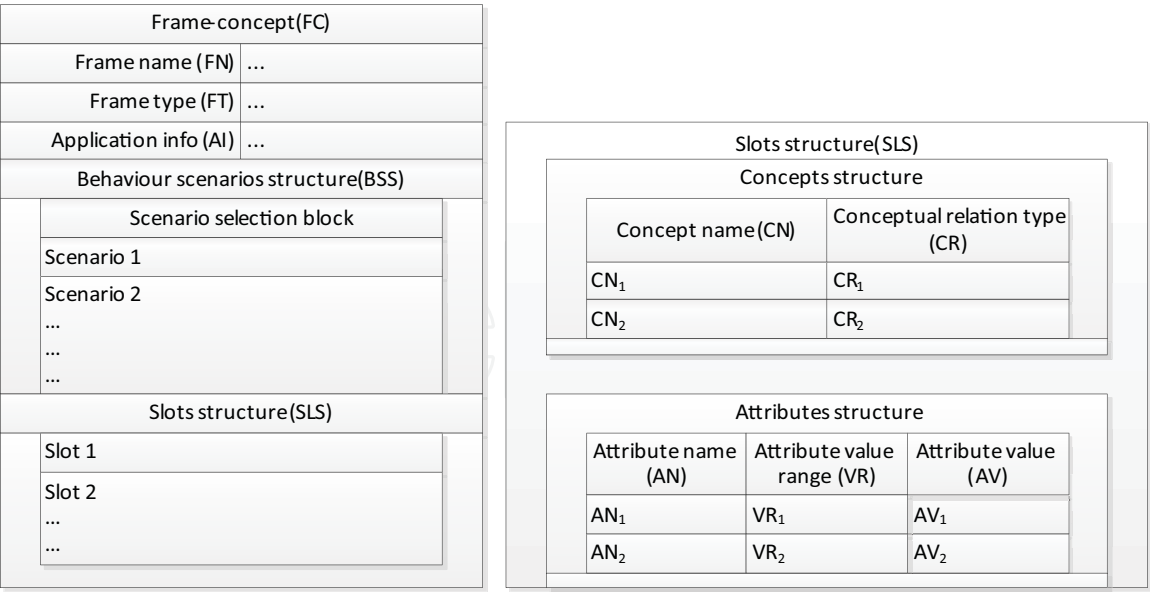 Frame-concept(FC)
Frame name (FN) ...
Frame type (FT) ...
Application info (AI) ...
Behaviour scenarios structure(BSS)
Scenario selection block
Scenario 1
Scenario 2
...
...
...
Slots structure(SLS)
Slot 1
Slot 2
...
...
Slots structure(SLS)
Concepts structure
Concept name(CN)
Conceptual relation type
(CR)
CN₁ CR₁
CN₂ CR₂
Attributes structure
Attribute name
(AN)
Attribute value
range (VR)
Attribute value
(AV)
AN₁ VR₁ AV₁
AN₂ VR₂ AV₂